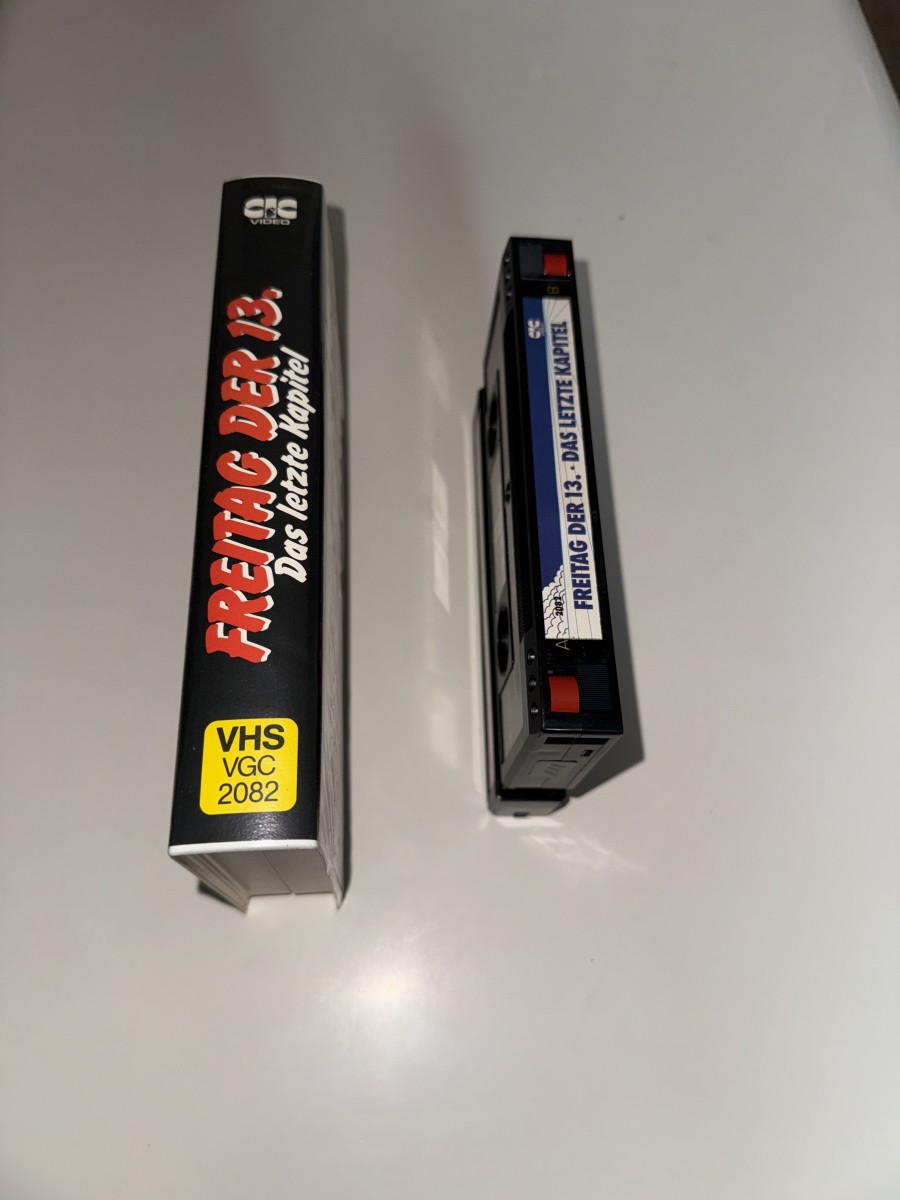 CIC
VIDEO
FREITAG DER 13.
Das letzte Kapitel
VHS
VGC
2082
B
CIC
FREITAG DER 13. · DAS LETZTE KAPITEL
2082
A